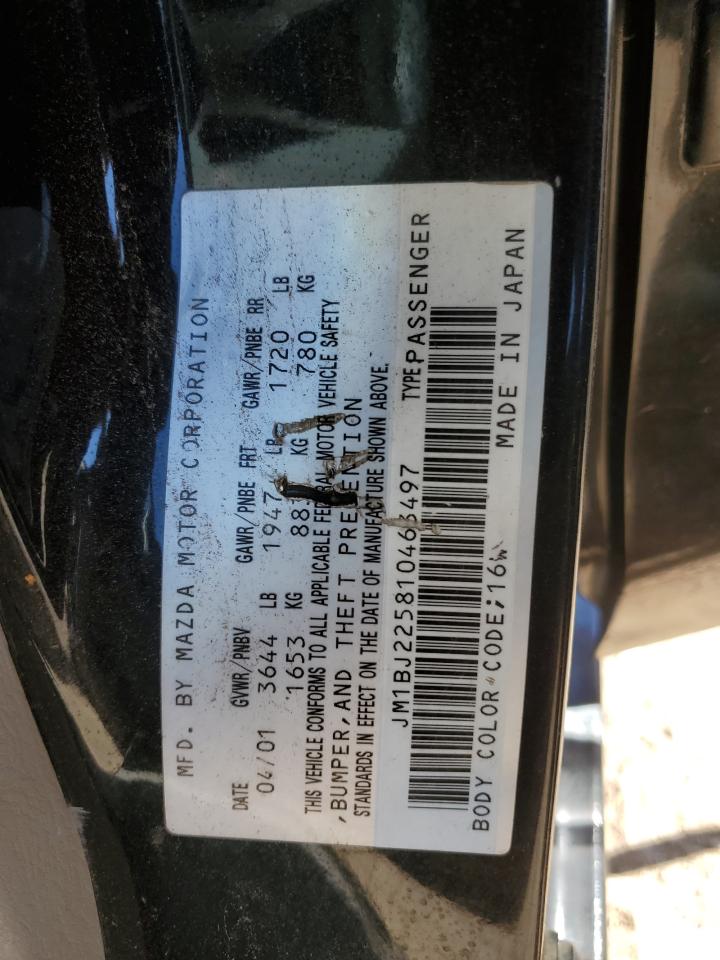 MFD. BY MAZDA MOTOR CORPORATION
DATE GVWR/PNBV GAWR/PNBE FRT GAWR/PNBE RR
04/01 3644 LB 1947 LB 1720 LB
1653 KG 883 KG 780 KG
THIS VEHICLE CONFORMS TO ALL APPLICABLE FEDERAL MOTOR VEHICLE SAFETY
,BUMPER,AND THEFT PREVENTION
STANDARDS IN EFFECT ON THE DATE OF MANUFACTURE SHOWN ABOVE.
TYPE PASSENGER
BODY COLOR CODE;16W MADE IN JAPAN